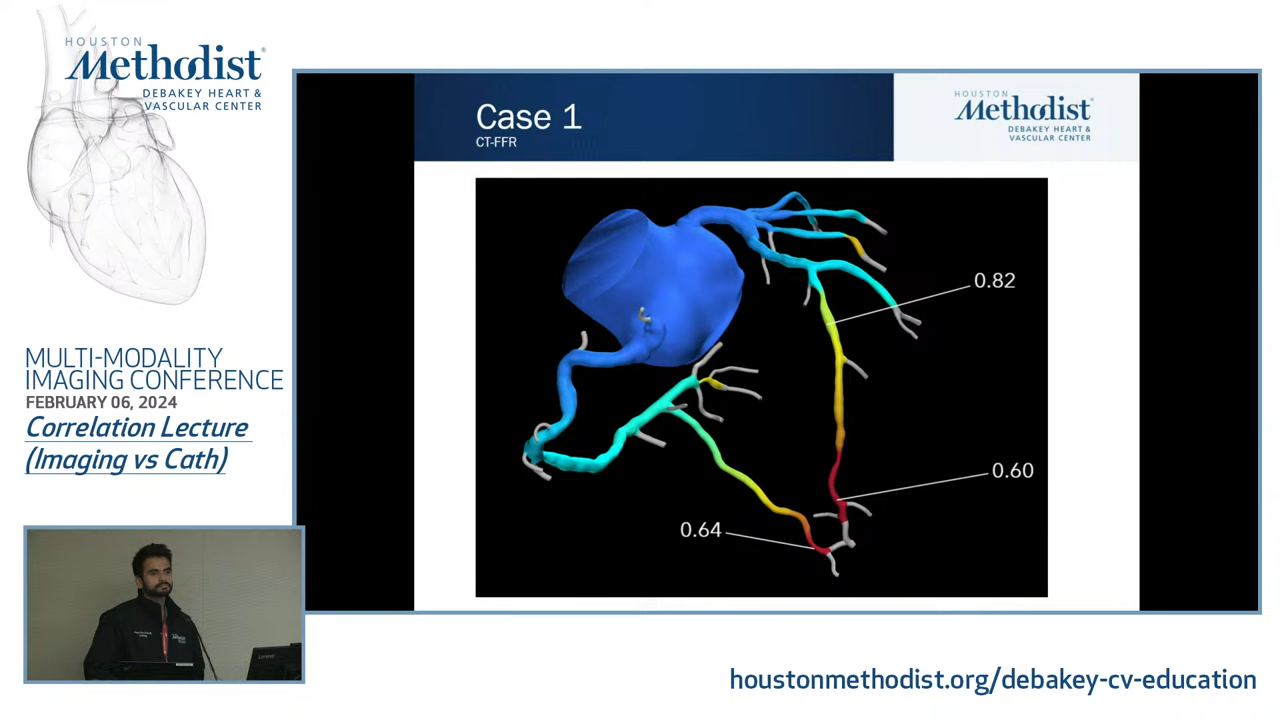 HOUSTON
Methodist
DEBAKEY HEART &
VASCULAR CENTER
MULTI-MODALITY
IMAGING CONFERENCE
FEBRUARY 06, 2024
Correlation Lecture
(Imaging vs Cath)
Case 1
CT-FFR
HOUSTON
Methodist
DEBAKEY HEART &
VASCULAR CENTER
0.82
0.60
0.64
Lenovo
houstonmethodist.org/debakey-cv-education